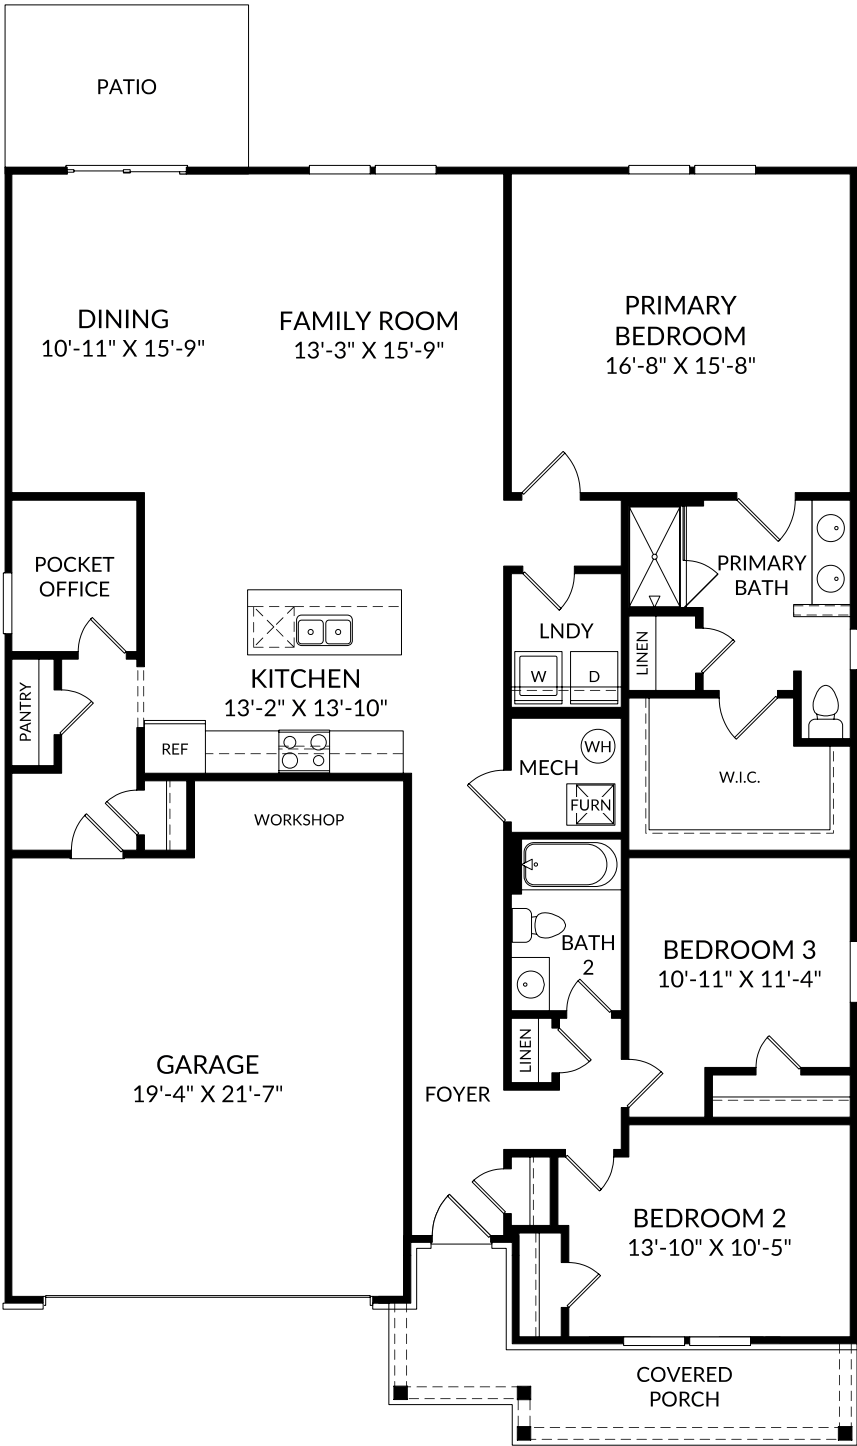 PATIO
DINING
10'-11" X 15'-9"
FAMILY ROOM
13'-3" X 15'-9"
PRIMARY
BEDROOM
16'-8" X 15'-8"
POCKET
OFFICE
PRIMARY
BATH
LNDY
W
D
LINEN
KITCHEN
13'-2" X 13'-10"
PANTRY
REF
MECH
WH
FURN
W.I.C.
WORKSHOP
BATH
2
BEDROOM 3
10'-11" X 11'-4"
LINEN
GARAGE
19'-4" X 21'-7"
FOYER
BEDROOM 2
13'-10" X 10'-5"
COVERED
PORCH